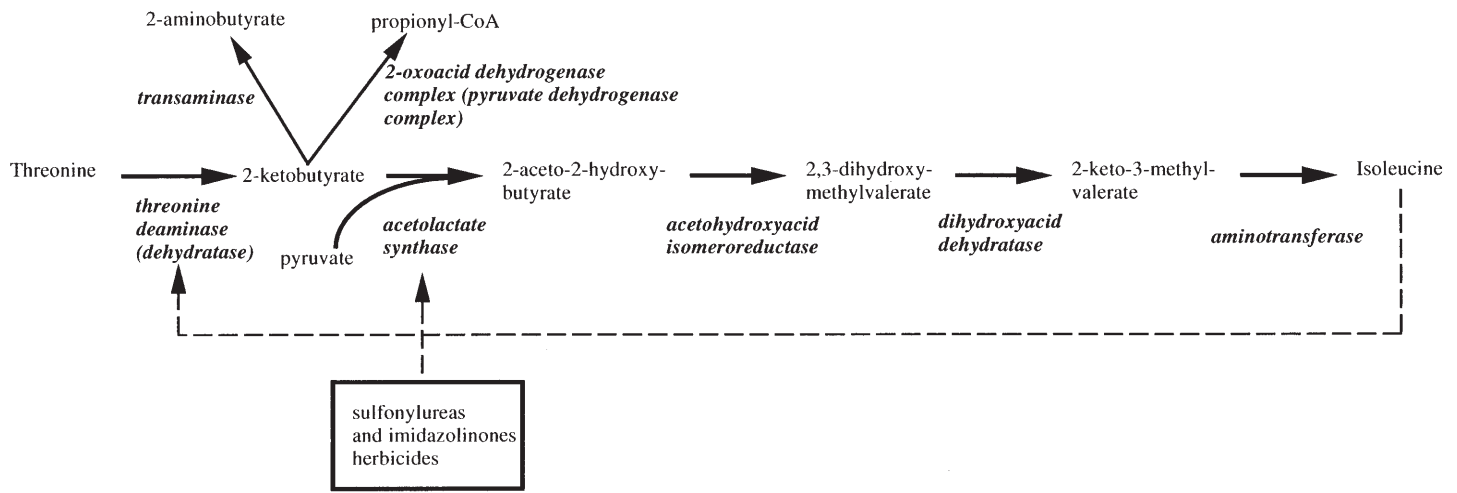 2-aminobutyrate
propionyl-CoA
transaminase
2-oxoacid dehydrogenase
complex (pyruvate dehydrogenase
complex)
Threonine
2-ketobutyrate
2-aceto-2-hydroxy-
butyrate
2,3-dihydroxy-
methylvalerate
2-keto-3-methyl-
valerate
Isoleucine
threonine
deaminase
(dehydratase)
pyruvate
acetolactate
synthase
acetohydroxyacid
isomeroreductase
dihydroxyacid
dehydratase
aminotransferase
sulfonylureas
and imidazolinones
herbicides